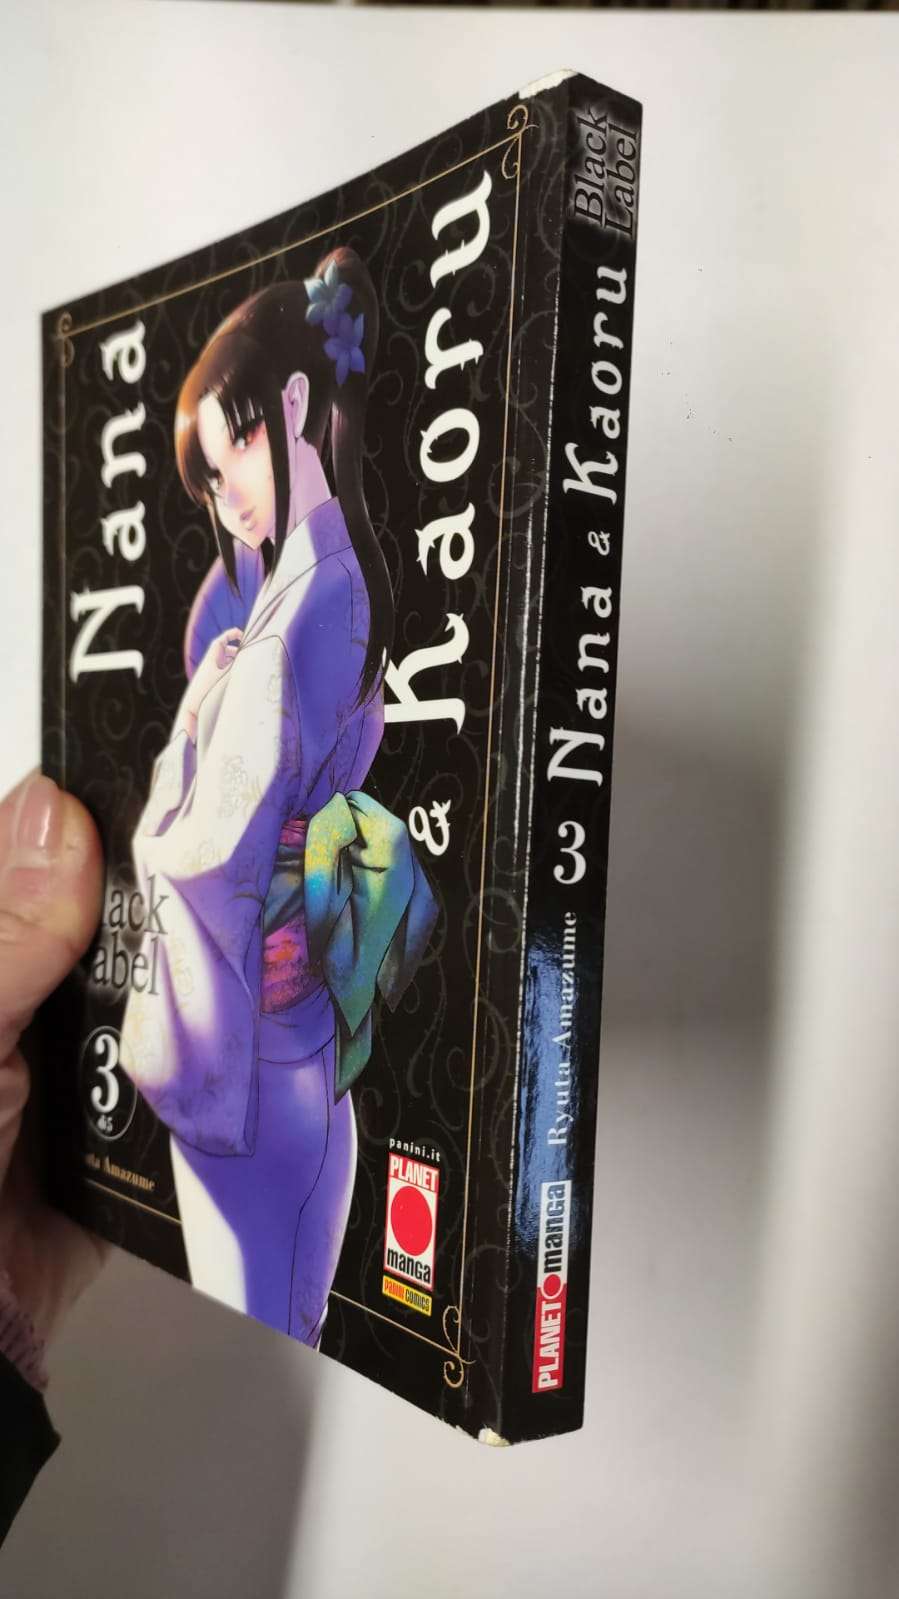 Nana
& Kaoru
Black
Label
3
di 5
Amazume
panini.it
PLANET
manga
PANINI COMICS
Black
Label
Nana & Kaoru
3
Ryuta Amazume
PLANET manga